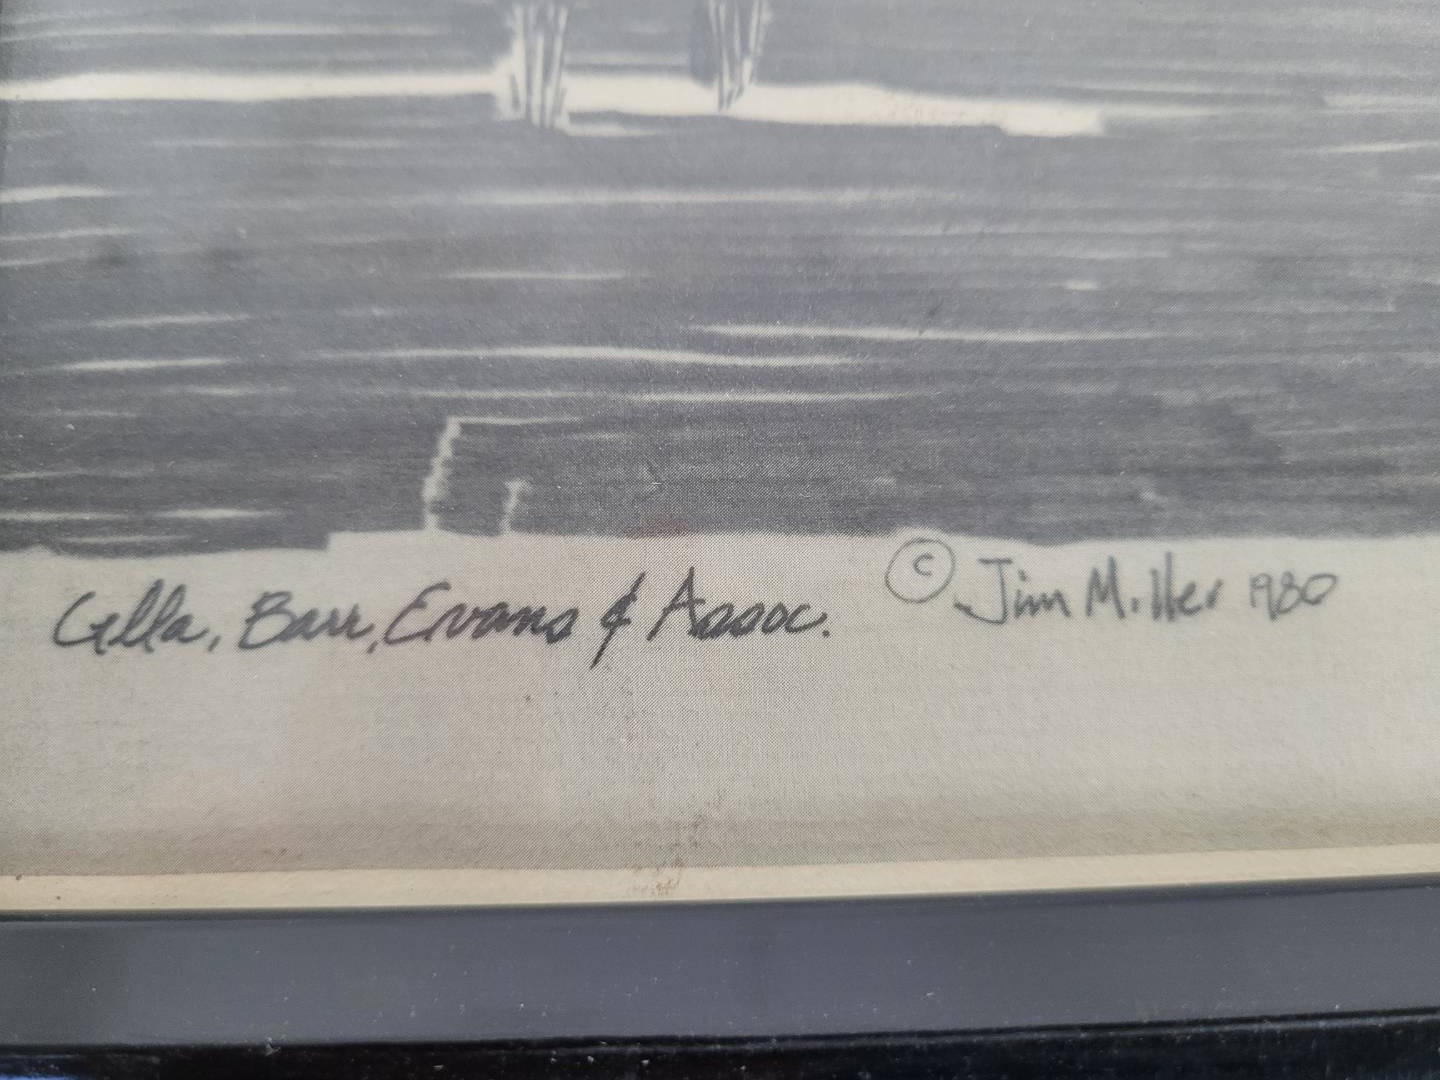 Cella, Barr, Evans & Assoc. © Jim Miller 1980